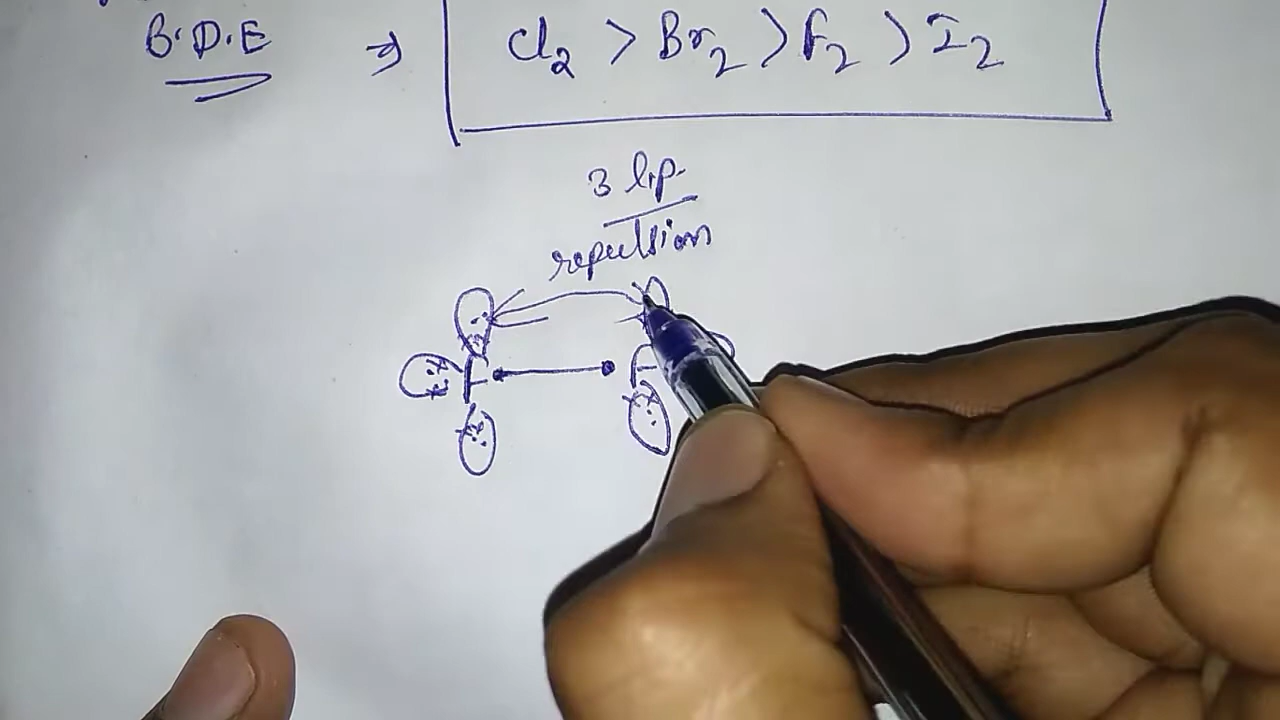 B.D.E ⇒ Cl2 > Br2 > F2 > I2
3 l.p.
repulsion
F F